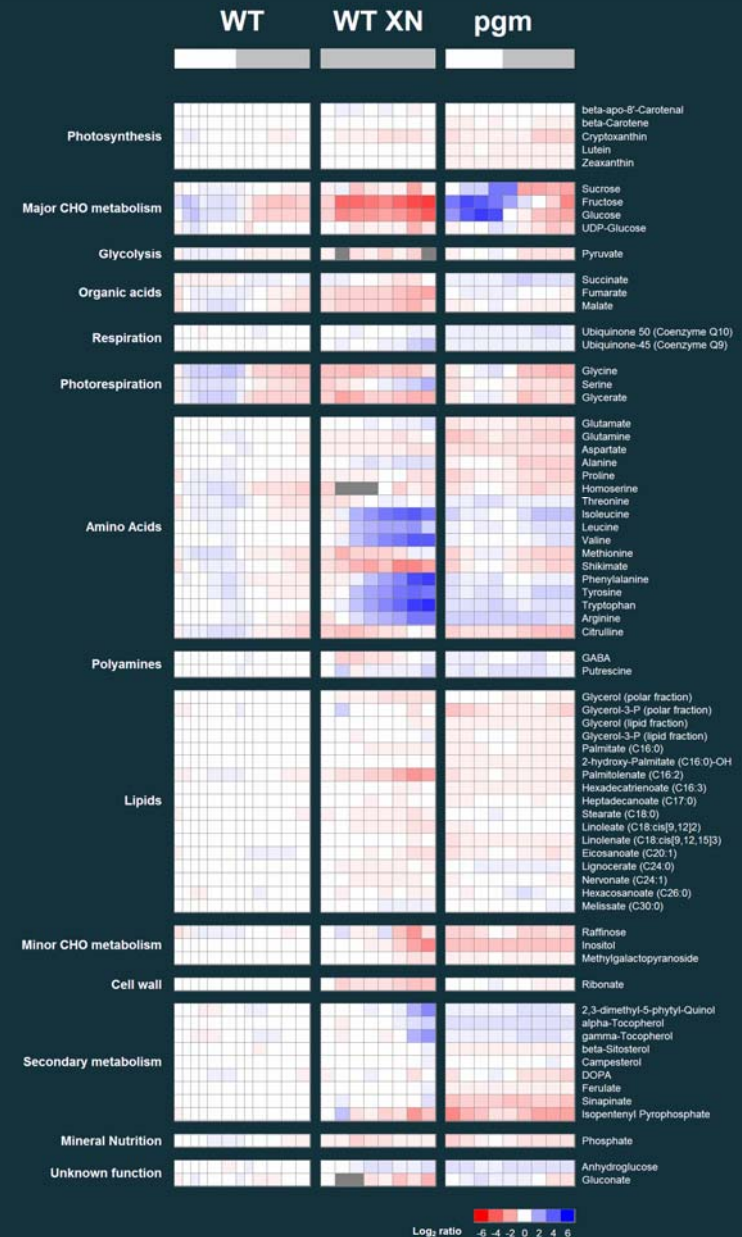 WT WT XN pgm
Photosynthesis
beta-apo-8'-Carotenal
beta-Carotene
Cryptoxanthin
Lutein
Zeaxanthin
Major CHO metabolism
Sucrose
Fructose
Glucose
UDP-Glucose
Glycolysis
Pyruvate
Organic acids
Succinate
Fumarate
Malate
Respiration
Ubiquinone 50 (Coenzyme Q10)
Ubiquinone-45 (Coenzyme Q9)
Photorespiration
Glycine
Serine
Glycerate
Amino Acids
Glutamate
Glutamine
Aspartate
Alanine
Proline
Homoserine
Threonine
Isoleucine
Leucine
Valine
Methionine
Shikimate
Phenylalanine
Tyrosine
Tryptophan
Arginine
Citrulline
Polyamines
GABA
Putrescine
Lipids
Glycerol (polar fraction)
Glycerol-3-P (polar fraction)
Glycerol (lipid fraction)
Glycerol-3-P (lipid fraction)
Palmitate (C16:0)
2-hydroxy-Palmitate (C16:0)-OH
Palmitolenate (C16:2)
Hexadecatrienoate (C16:3)
Heptadecanoate (C17:0)
Stearate (C18:0)
Linoleate (C18:cis[9,12]2)
Linolenate (C18:cis[9,12,15]3)
Eicosanoate (C20:1)
Lignocerate (C24:0)
Nervonate (C24:1)
Hexacosanoate (C26:0)
Melissate (C30:0)
Minor CHO metabolism
Raffinose
Inositol
Methylgalactopyranoside
Cell wall
Ribonate
Secondary metabolism
2,3-dimethyl-5-phytyl-Quinol
alpha-Tocopherol
gamma-Tocopherol
beta-Sitosterol
Campesterol
DOPA
Ferulate
Sinapinate
Isopentenyl Pyrophosphate
Mineral Nutrition
Phosphate
Unknown function
Anhydroglucose
Gluconate
Log₂ ratio
-6 -4 -2 0 2 4 6